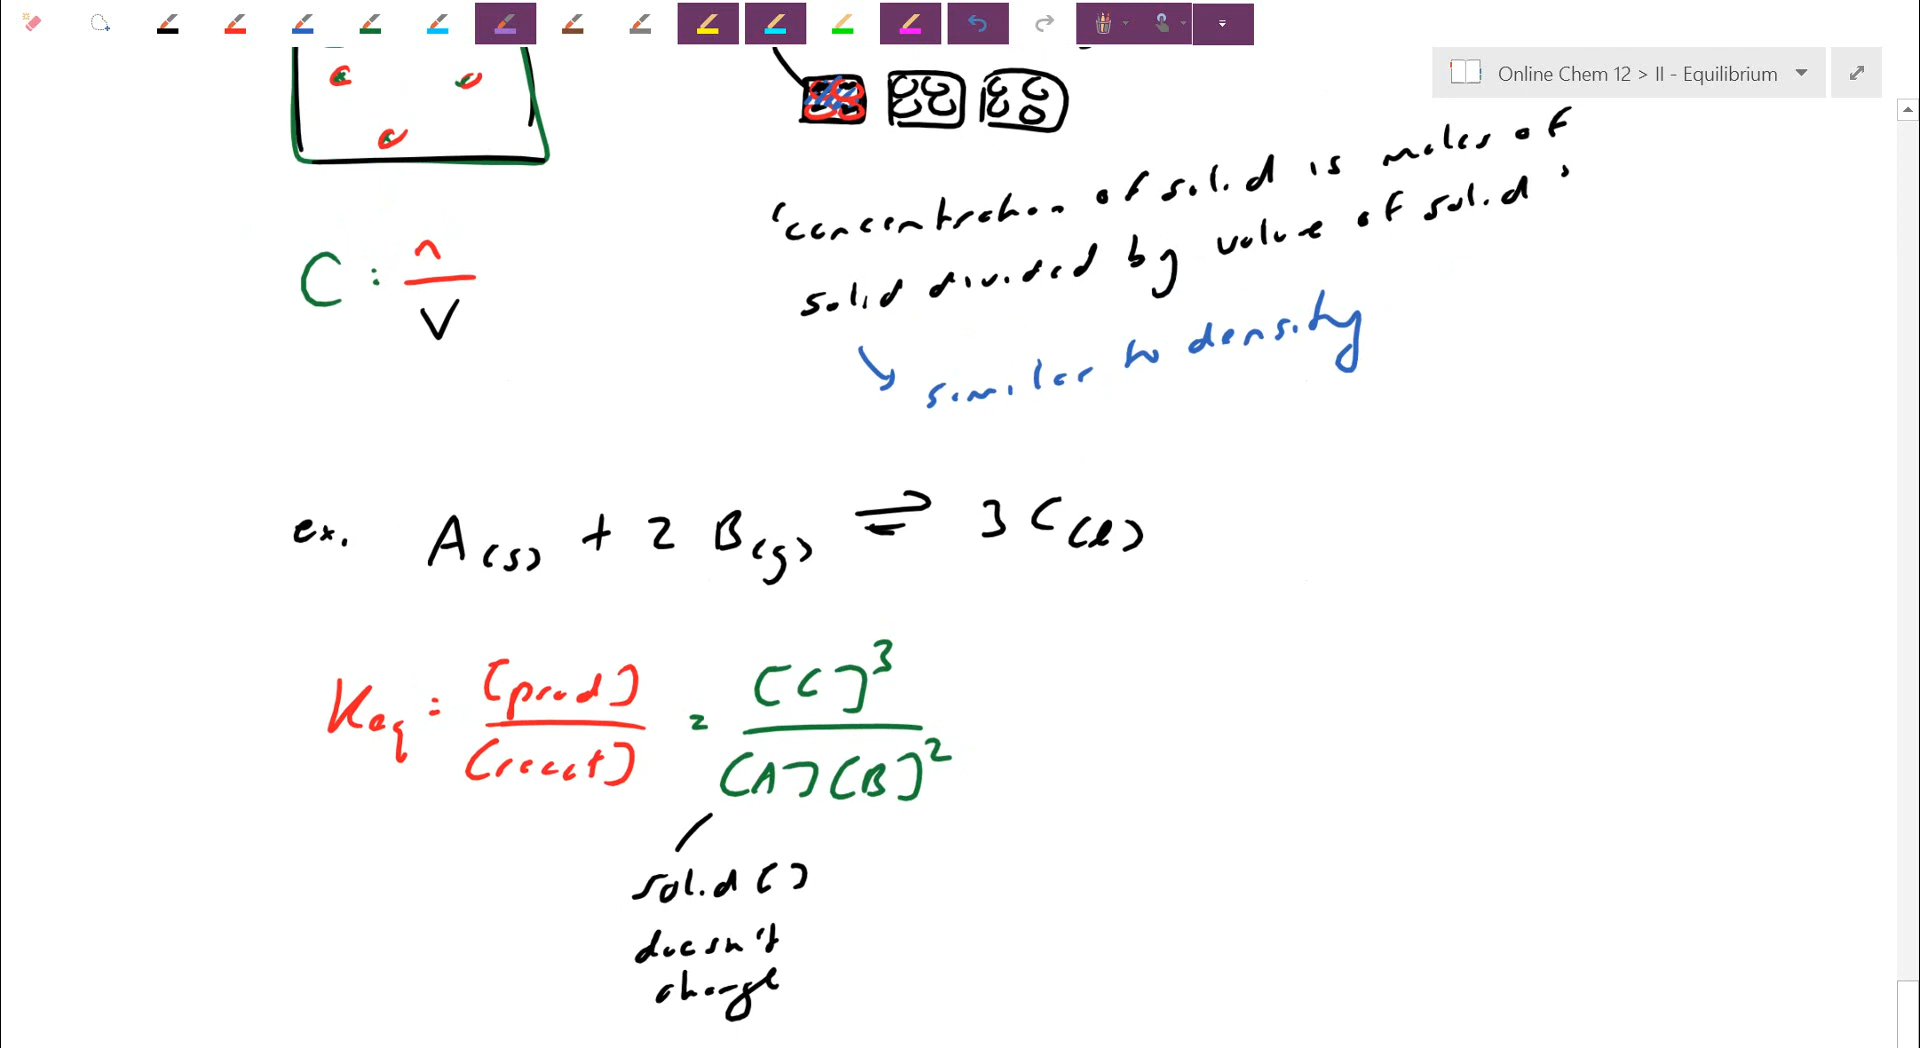 Online Chem 12 > II - Equilibrium
C = n / V
'concentration of solid is moles of
solid divided by volume of solid'
similar to density
ex. A(s) + 2 B(g) ⇌ 3 C(l)
Keq = [prod] / [react] = [C]³ / [A][B]²
solid []
doesn't
change